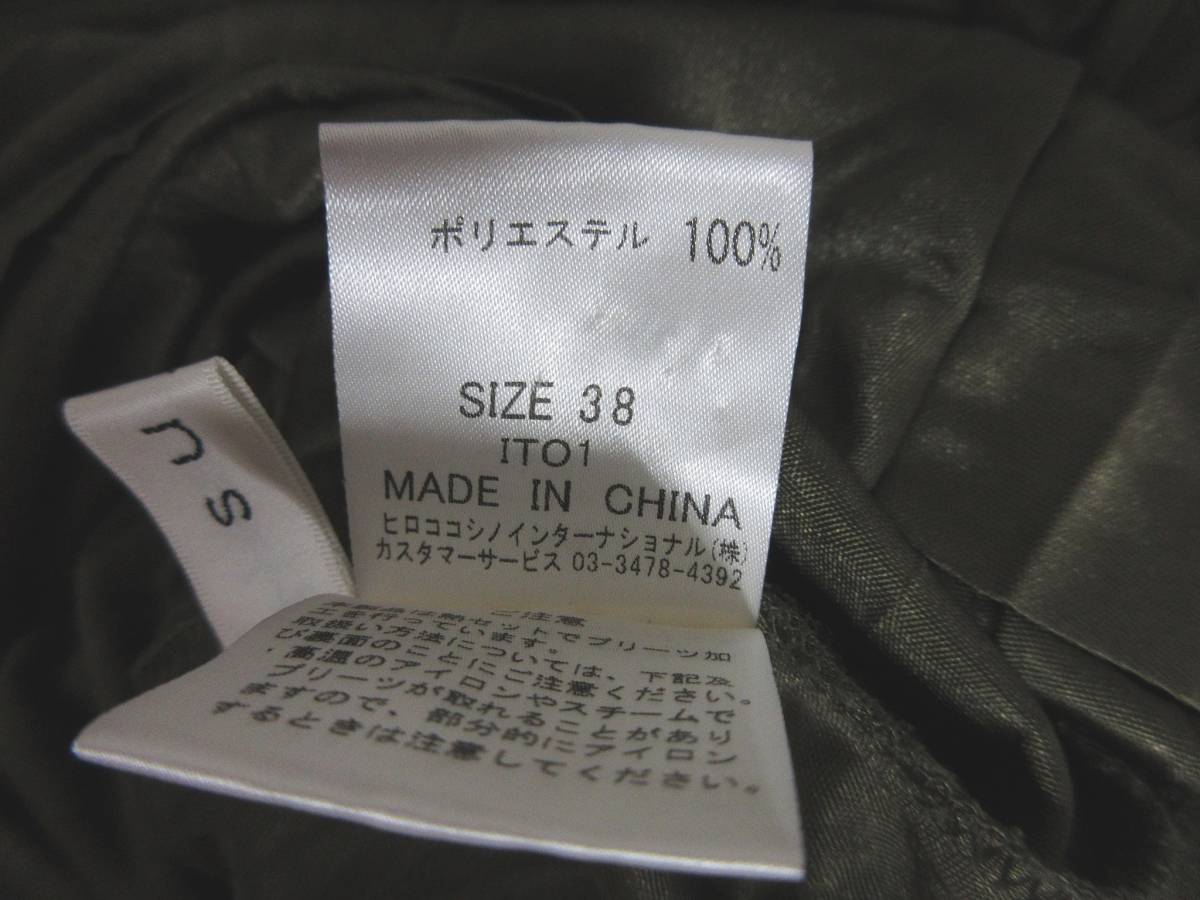 ポリエステル 100%
SIZE 38
ITO1
MADE IN CHINA
ヒロココシノインターナショナル(株)
カスタマーサービス 03-3478-4392
ns
ご注意
本製品は熱セットでプリーツ加
工を行っています。
取扱い方法については、下記及
び裏面のことにご注意ください。
・高温のアイロンやスチームで
プリーツが取れることがあり
ますので、部分的にアイロン
するときは注意してください。